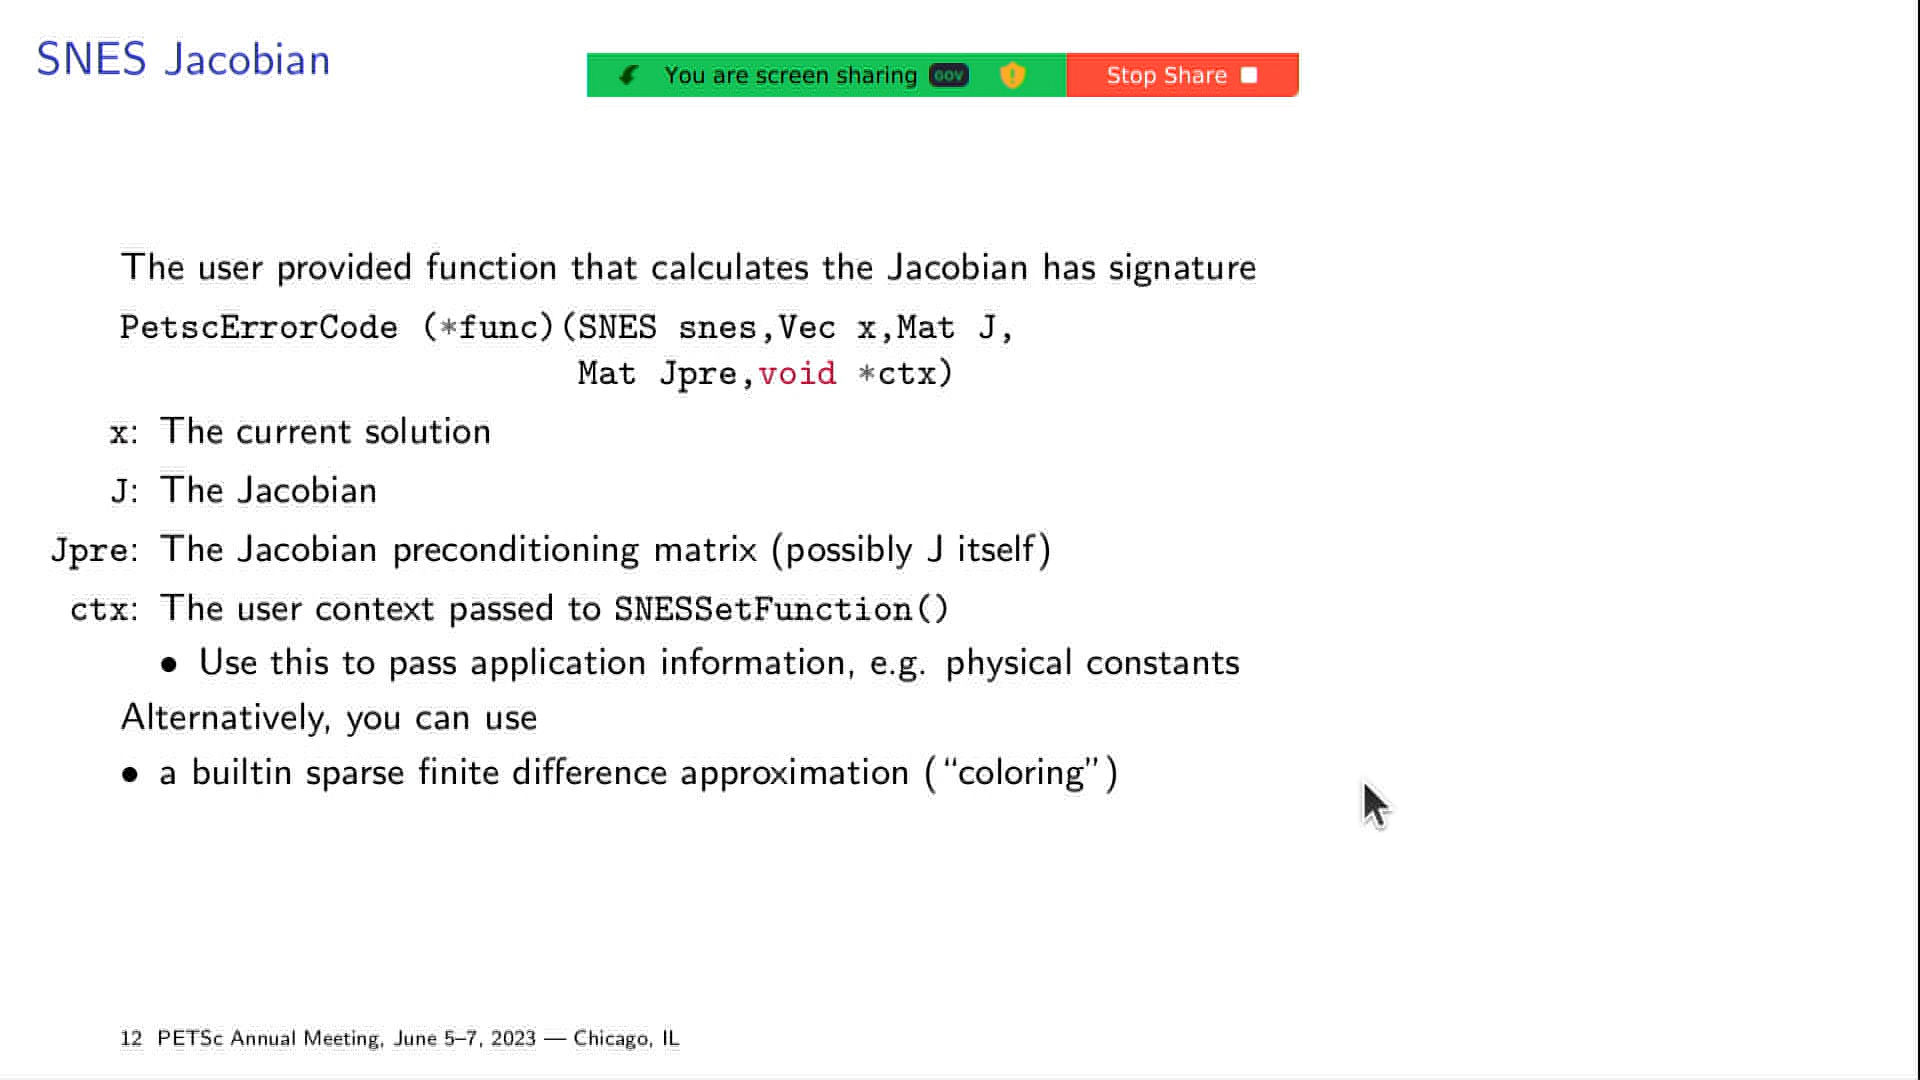 SNES Jacobian
You are screen sharing GOV
Stop Share
The user provided function that calculates the Jacobian has signature
PetscErrorCode (*func)(SNES snes,Vec x,Mat J,
Mat Jpre,void *ctx)
x: The current solution
J: The Jacobian
Jpre: The Jacobian preconditioning matrix (possibly J itself)
ctx: The user context passed to SNESSetFunction()
• Use this to pass application information, e.g. physical constants
Alternatively, you can use
• a builtin sparse finite difference approximation (“coloring”)
12 PETSc Annual Meeting, June 5–7, 2023 — Chicago, IL